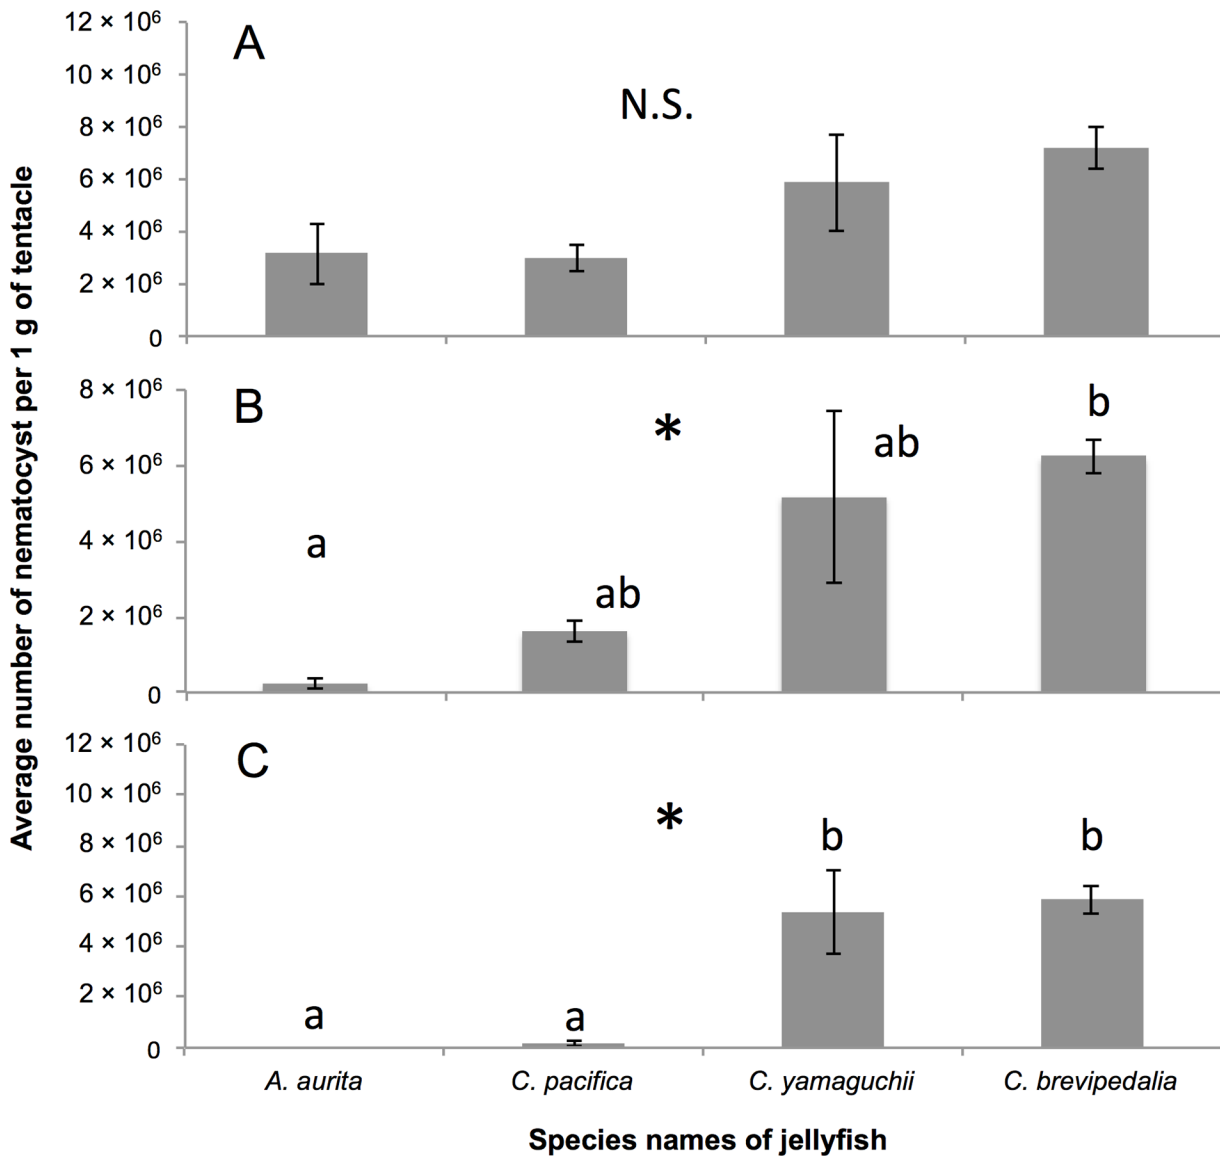 Average number of nematocyst per 1 g of tentacle
A
N.S.
12 × 10⁶
10 × 10⁶
8 × 10⁶
6 × 10⁶
4 × 10⁶
2 × 10⁶
0
B
*
a
ab
ab
b
8 × 10⁶
6 × 10⁶
4 × 10⁶
2 × 10⁶
0
C
*
a
a
b
b
12 × 10⁶
10 × 10⁶
8 × 10⁶
6 × 10⁶
4 × 10⁶
2 × 10⁶
0
A. aurita
C. pacifica
C. yamaguchii
C. brevipedalia
Species names of jellyfish